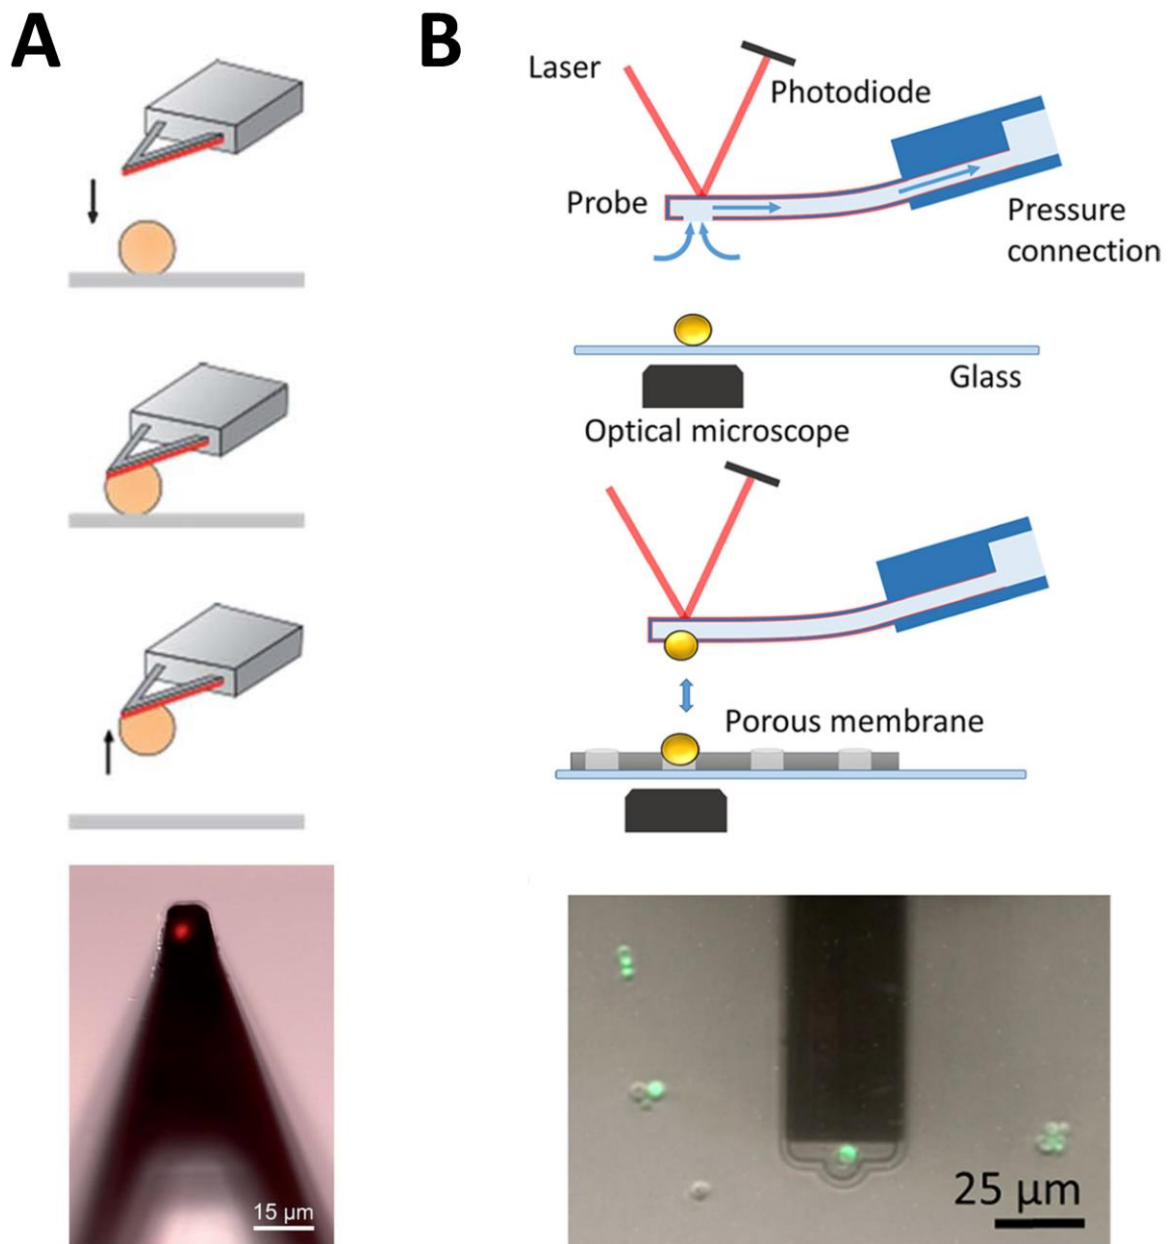 A
B
Laser
Photodiode
Probe
Pressure
connection
Glass
Optical microscope
Porous membrane
15 µm
25 µm